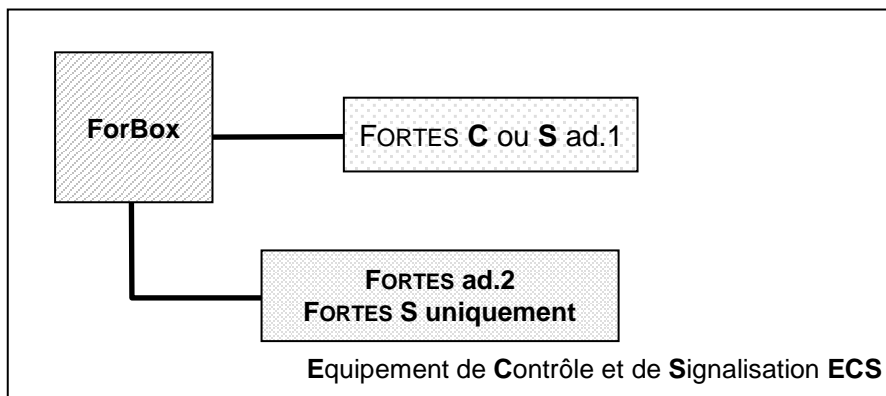 ForBox
FORTES C ou S ad.1
FORTES ad.2
FORTES S uniquement
Equipement de Contrôle et de Signalisation ECS